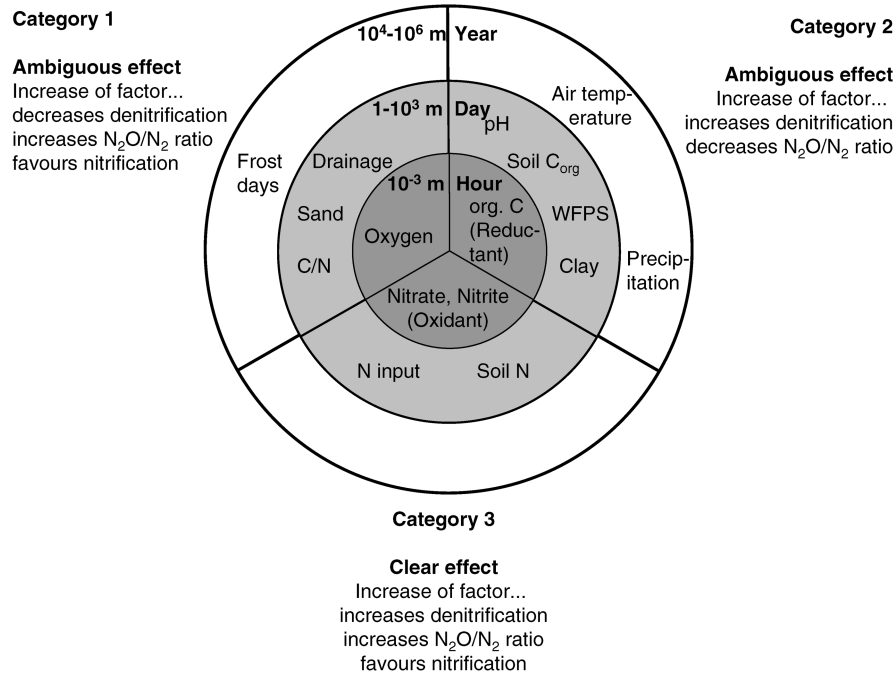 Category 1
Ambiguous effect
Increase of factor...
decreases denitrification
increases N₂O/N₂ ratio
favours nitrification
Category 2
Ambiguous effect
Increase of factor...
increases denitrification
decreases N₂O/N₂ ratio
10⁴-10⁶ m Year
1-10³ m Day
10⁻³ m Hour
Frost
days
Drainage
Sand
C/N
Oxygen
Air temp-
erature
Precip-
itation
pH
Soil Cₒᵣg
WFPS
Clay
org. C
(Reduc-
tant)
Nitrate, Nitrite
(Oxidant)
N input
Soil N
Category 3
Clear effect
Increase of factor...
increases denitrification
increases N₂O/N₂ ratio
favours nitrification